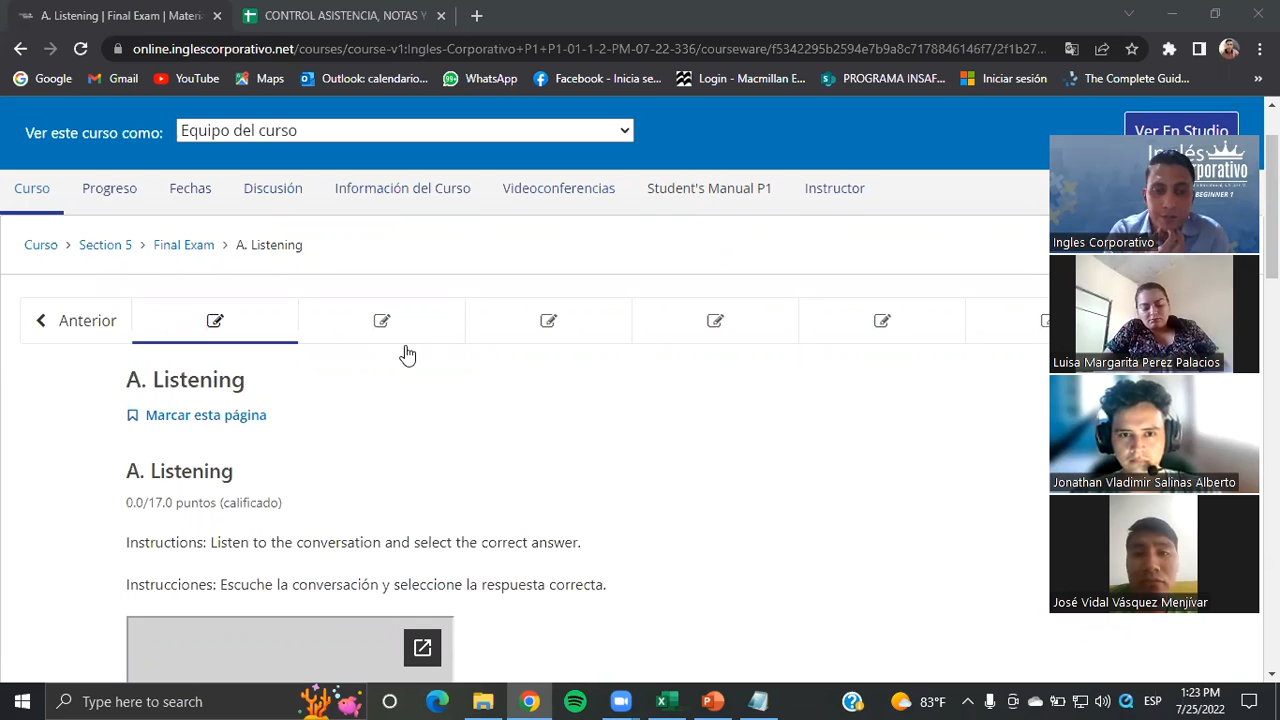 A. Listening | Final Exam | Materi
CONTROL ASISTENCIA, NOTAS Y
online.inglescorporativo.net/courses/course-v1:Ingles-Corporativo+P1+P1-01-1-2-PM-07-22-336/courseware/f5342295b2594e7b9a8c7178846146f7/2f1b27...
Google
Gmail
YouTube
Maps
Outlook: calendario...
99
WhatsApp
Facebook - Inicia se...
Login - Macmillan E...
PROGRAMA INSAF...
Iniciar sesión
The Complete Guid...
Ver este curso como:
Equipo del curso
Ver En Studio
Curso
Progreso
Fechas
Discusión
Información del Curso
Videoconferencias
Student's Manual P1
Instructor
Curso > Section 5 > Final Exam > A. Listening
Anterior
A. Listening
Marcar esta página
A. Listening
0.0/17.0 puntos (calificado)
Instructions: Listen to the conversation and select the correct answer.
Instrucciones: Escuche la conversación y seleccione la respuesta correcta.
BEGINNER 1
Ingles Corporativo
Luisa Margarita Perez Palacios
Jonathan Vladimir Salinas Alberto
José Vidal Vásquez Menjívar
Type here to search
83°F
ESP
1:23 PM
7/25/2022